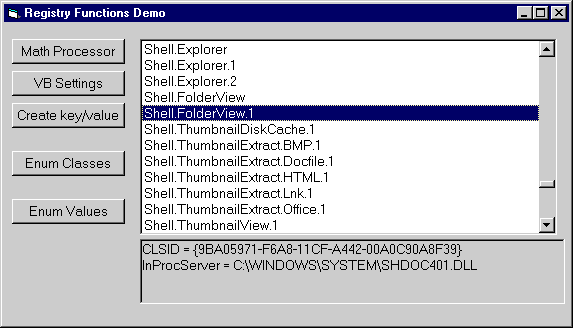 Registry Functions Demo
Math Processor
VB Settings
Create key/value
Enum Classes
Enum Values
Shell.Explorer
Shell.Explorer.1
Shell.Explorer.2
Shell.FolderView
Shell.FolderView.1
Shell.ThumbnailDiskCache.1
Shell.ThumbnailExtract.BMP.1
Shell.ThumbnailExtract.Docfile.1
Shell.ThumbnailExtract.HTML.1
Shell.ThumbnailExtract.Lnk.1
Shell.ThumbnailExtract.Office.1
Shell.ThumbnailView.1
CLSID = {9BA05971-F6A8-11CF-A442-00A0C90A8F39}
InProcServer = C:\WINDOWS\SYSTEM\SHDOC401.DLL